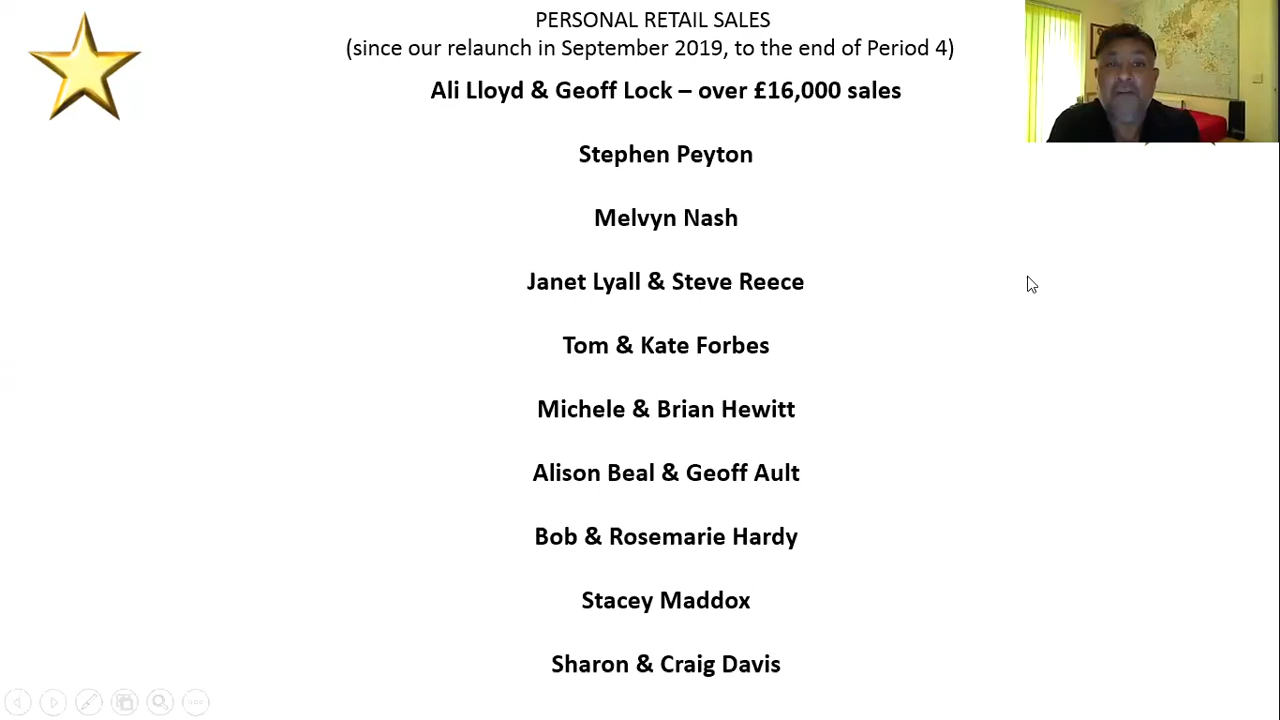 PERSONAL RETAIL SALES
(since our relaunch in September 2019, to the end of Period 4)
Ali Lloyd & Geoff Lock – over £16,000 sales
Stephen Peyton
Melvyn Nash
Janet Lyall & Steve Reece
Tom & Kate Forbes
Michele & Brian Hewitt
Alison Beal & Geoff Ault
Bob & Rosemarie Hardy
Stacey Maddox
Sharon & Craig Davis